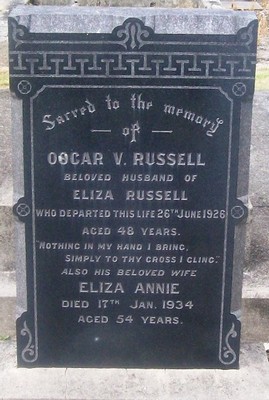 Sacred to the memory
of
OSCAR V. RUSSELL
BELOVED HUSBAND OF
ELIZA RUSSELL
WHO DEPARTED THIS LIFE 26TH JUNE 1926
AGED 48 YEARS.
"NOTHING IN MY HAND I BRING,
SIMPLY TO THY CROSS I CLING."
ALSO HIS BELOVED WIFE
ELIZA ANNIE
DIED 17TH JAN. 1934
AGED 54 YEARS.